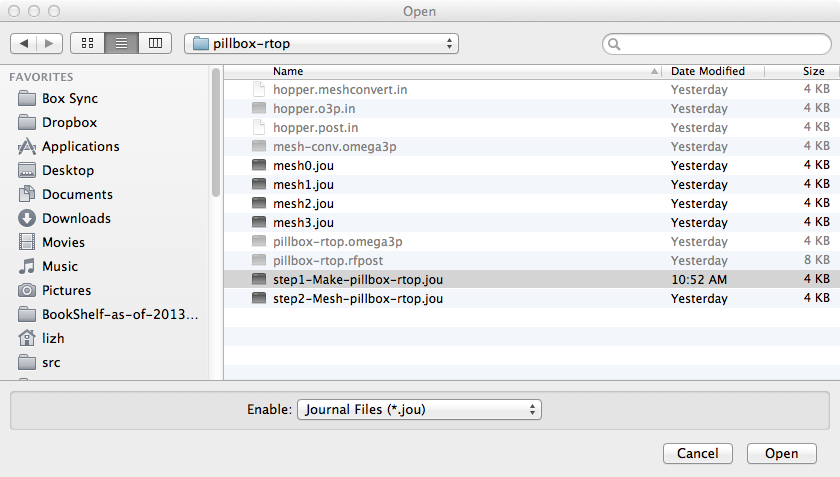 Open
pillbox-rtop
FAVORITES
Box Sync
Dropbox
Applications
Desktop
Documents
Downloads
Movies
Music
Pictures
BookShelf-as-of-2013...
lizh
src
Name Date Modified Size
hopper.meshconvert.in Yesterday 4 KB
hopper.o3p.in Yesterday 4 KB
hopper.post.in Yesterday 4 KB
mesh-conv.omega3p Yesterday 4 KB
mesh0.jou Yesterday 4 KB
mesh1.jou Yesterday 4 KB
mesh2.jou Yesterday 4 KB
mesh3.jou Yesterday 4 KB
pillbox-rtop.omega3p Yesterday 4 KB
pillbox-rtop.rfpost Yesterday 8 KB
step1-Make-pillbox-rtop.jou 10:52 AM 4 KB
step2-Mesh-pillbox-rtop.jou Yesterday 4 KB
Enable: Journal Files (*.jou)
Cancel Open